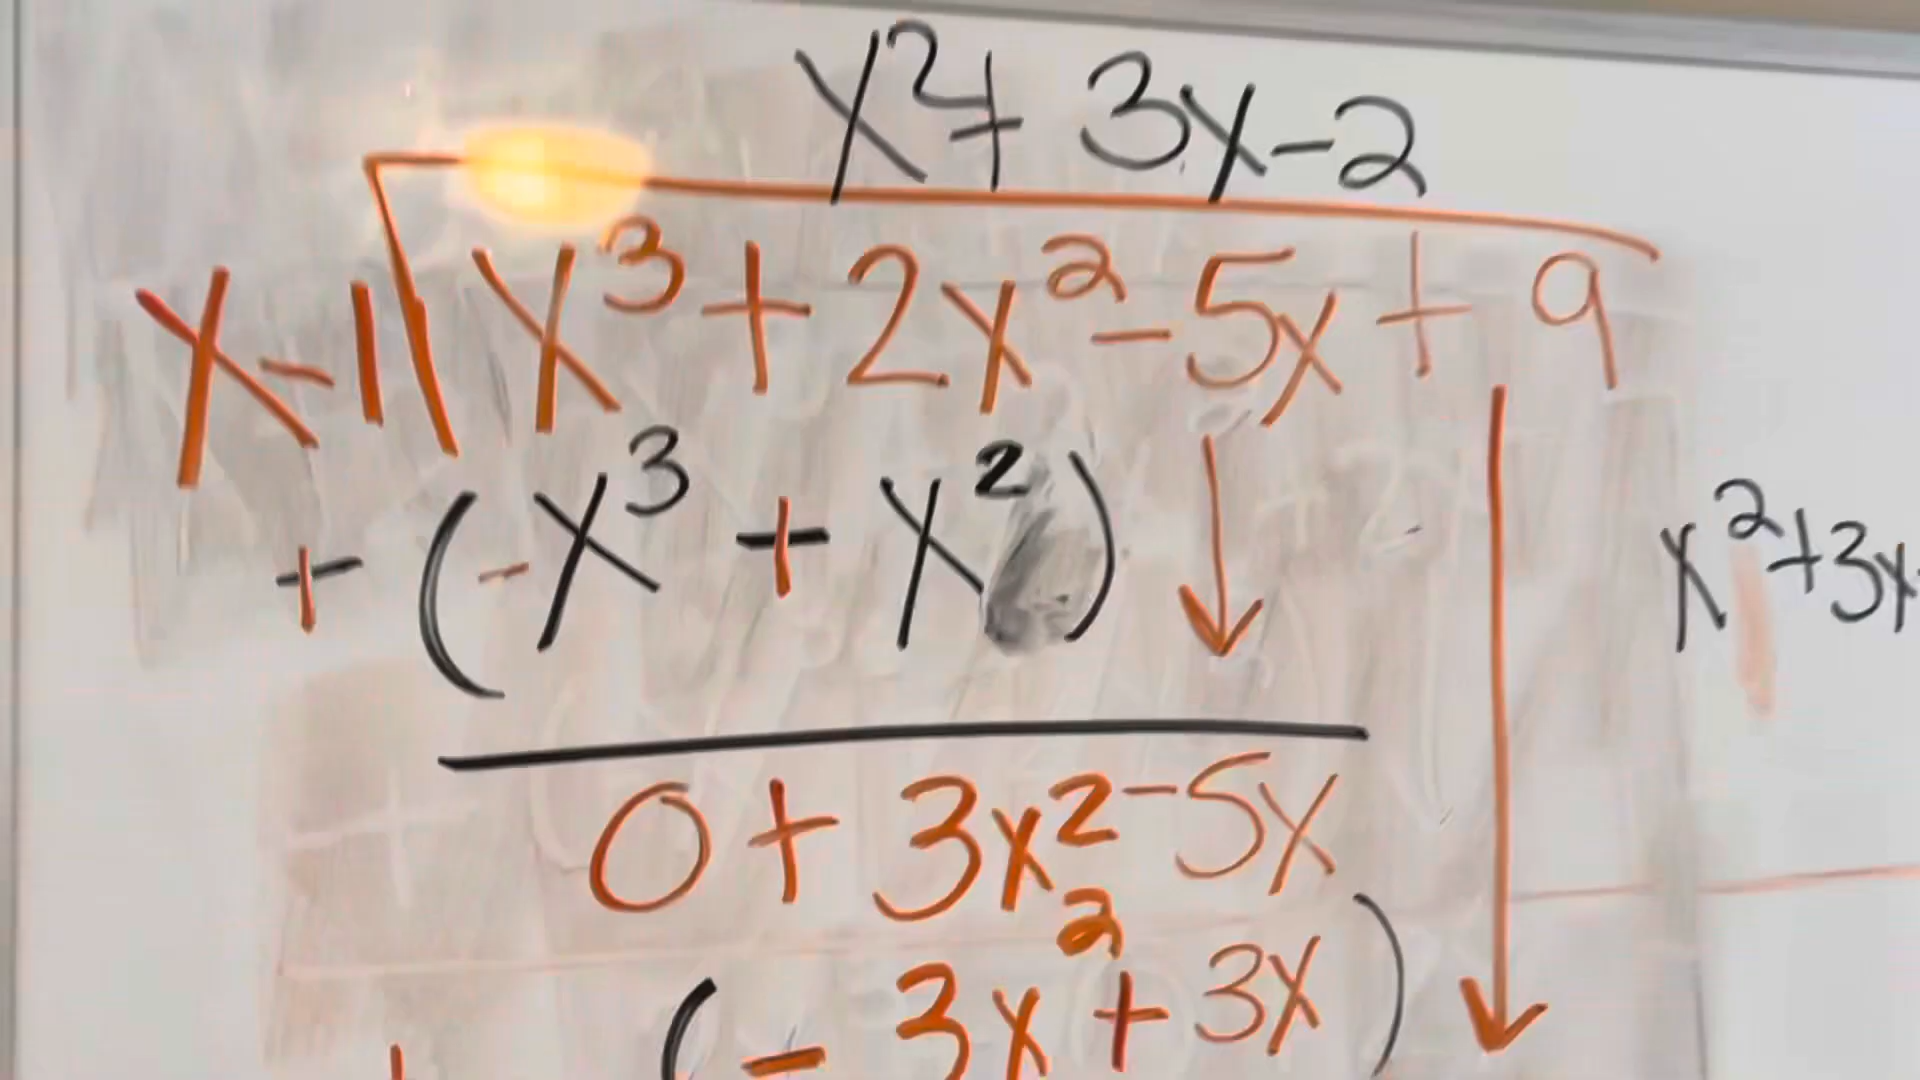 x² + 3x - 2
x - 1 | x³ + 2x² - 5x + 9
+ (-x³ + x²)
x² + 3x
0 + 3x² - 5x
(- 3x² + 3x)